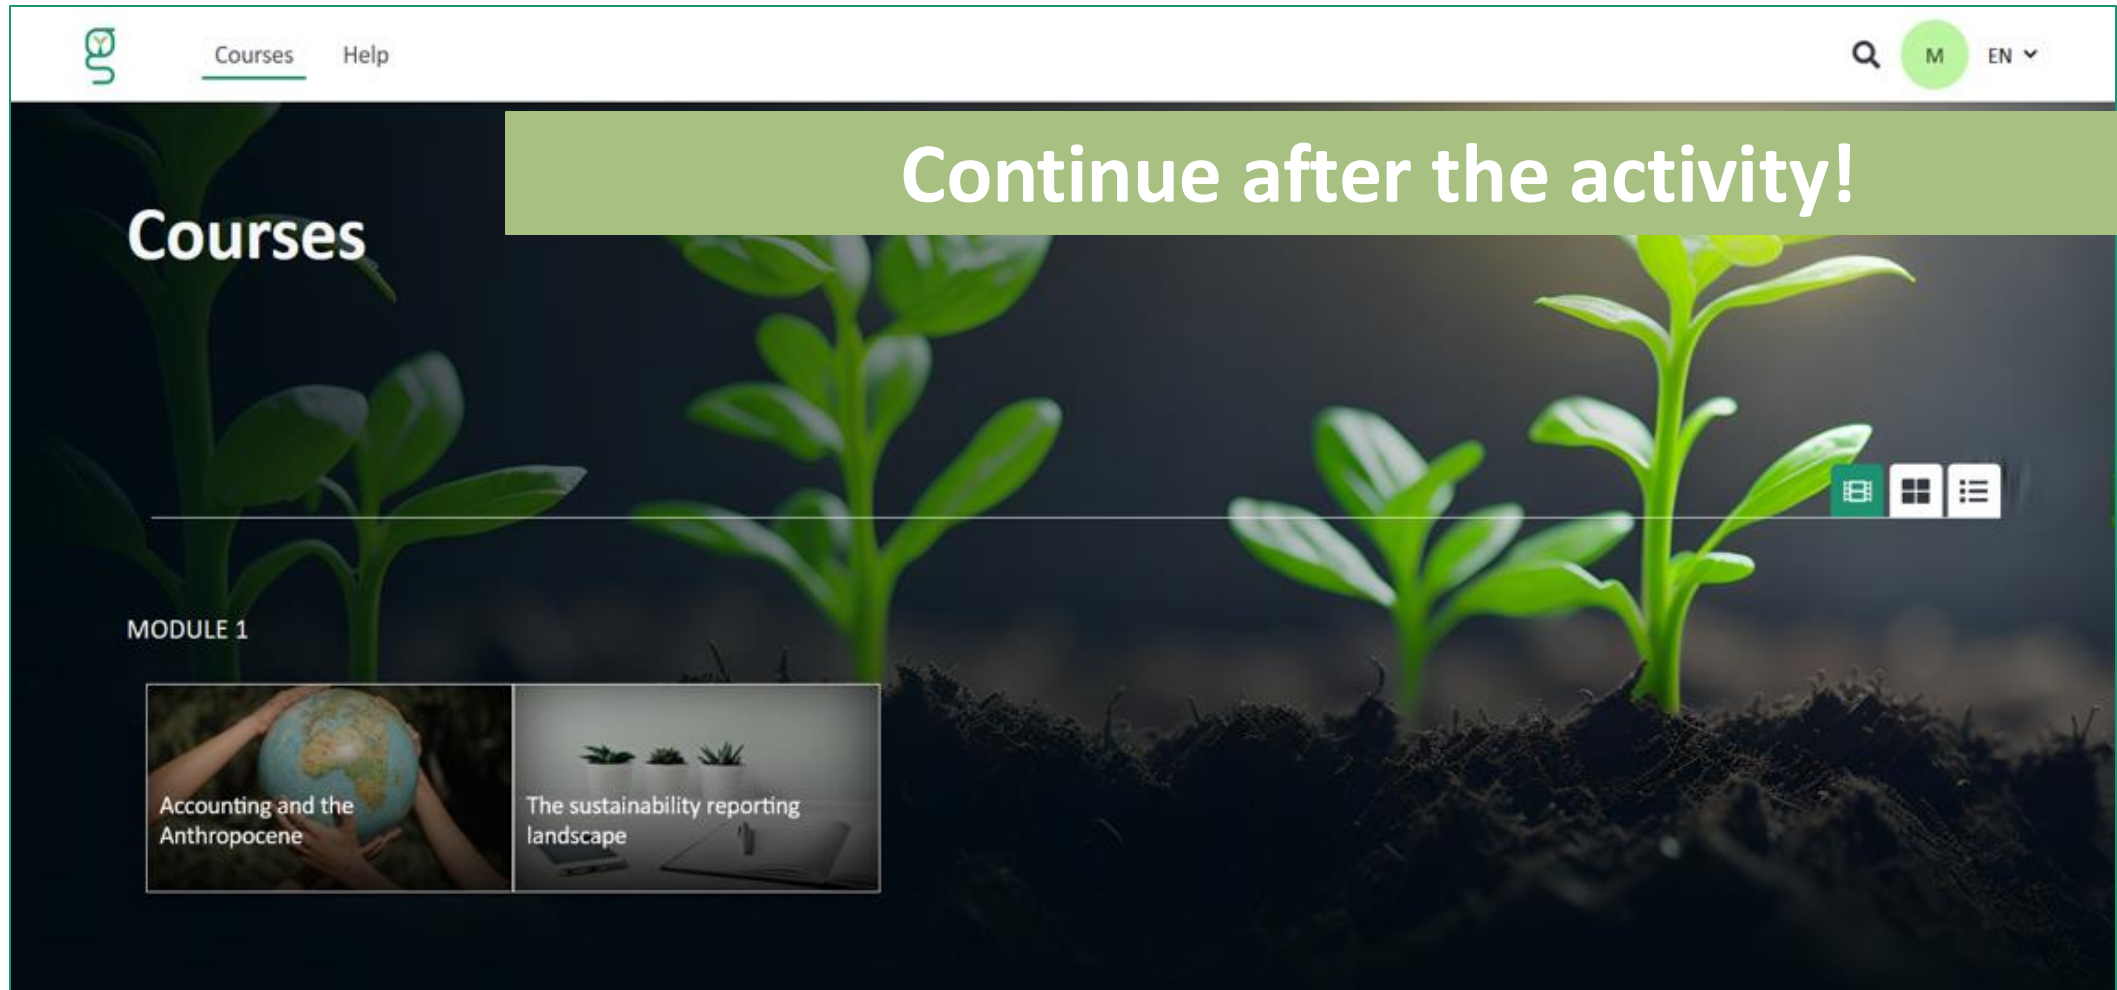 Courses Help M EN
Continue after the activity!
Courses
MODULE 1
Accounting and the
Anthropocene
The sustainability reporting
landscape